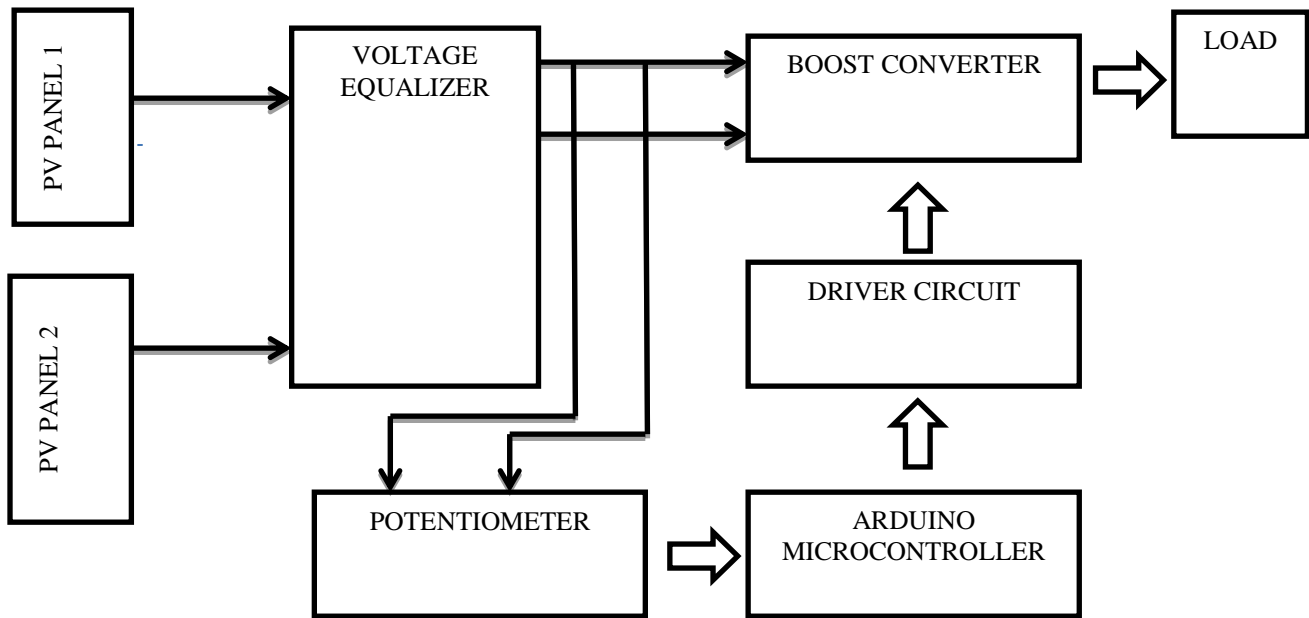 PV PANEL 1
VOLTAGE
EQUALIZER
BOOST CONVERTER
LOAD
PV PANEL 2
DRIVER CIRCUIT
POTENTIOMETER
ARDUINO
MICROCONTROLLER